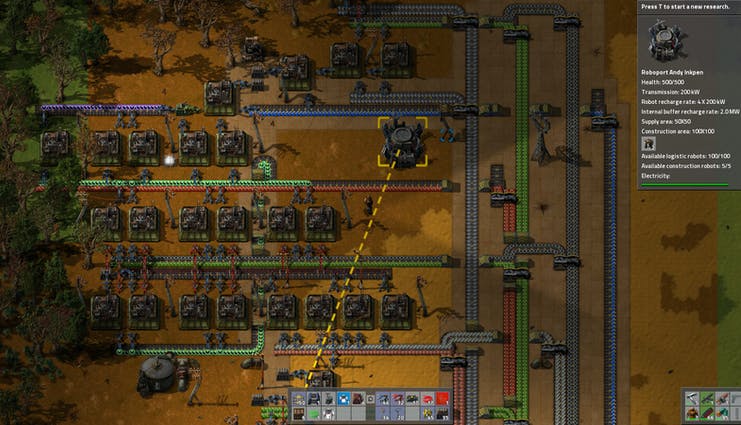 Press T to start a new research.
Roboport Andy Inkpen
Health: 500/500
Transmission: 200 kW
Robot recharge rate: 4 X 200 kW
Internal buffer recharge rate: 2.0 MW
Supply area: 50X50
Construction area: 100X100
Available logistic robots: 100/100
Available construction robots: 5/5
Electricity: